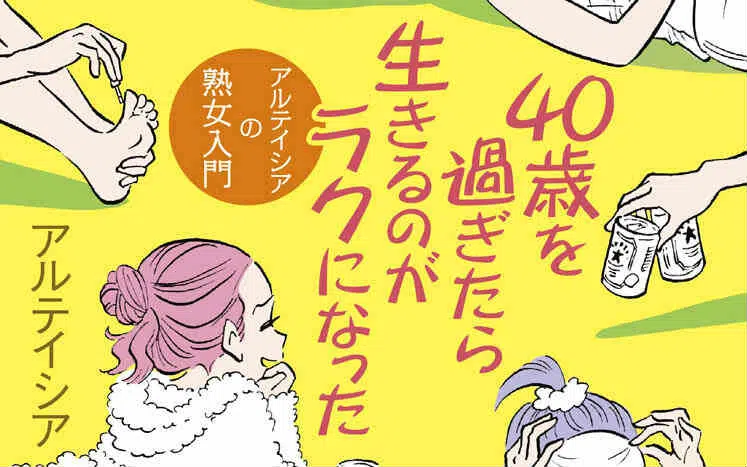 40歳を
過ぎたら
生きるのが
ラクになった
アルテイシア
の
熟女入門
アルテイシア